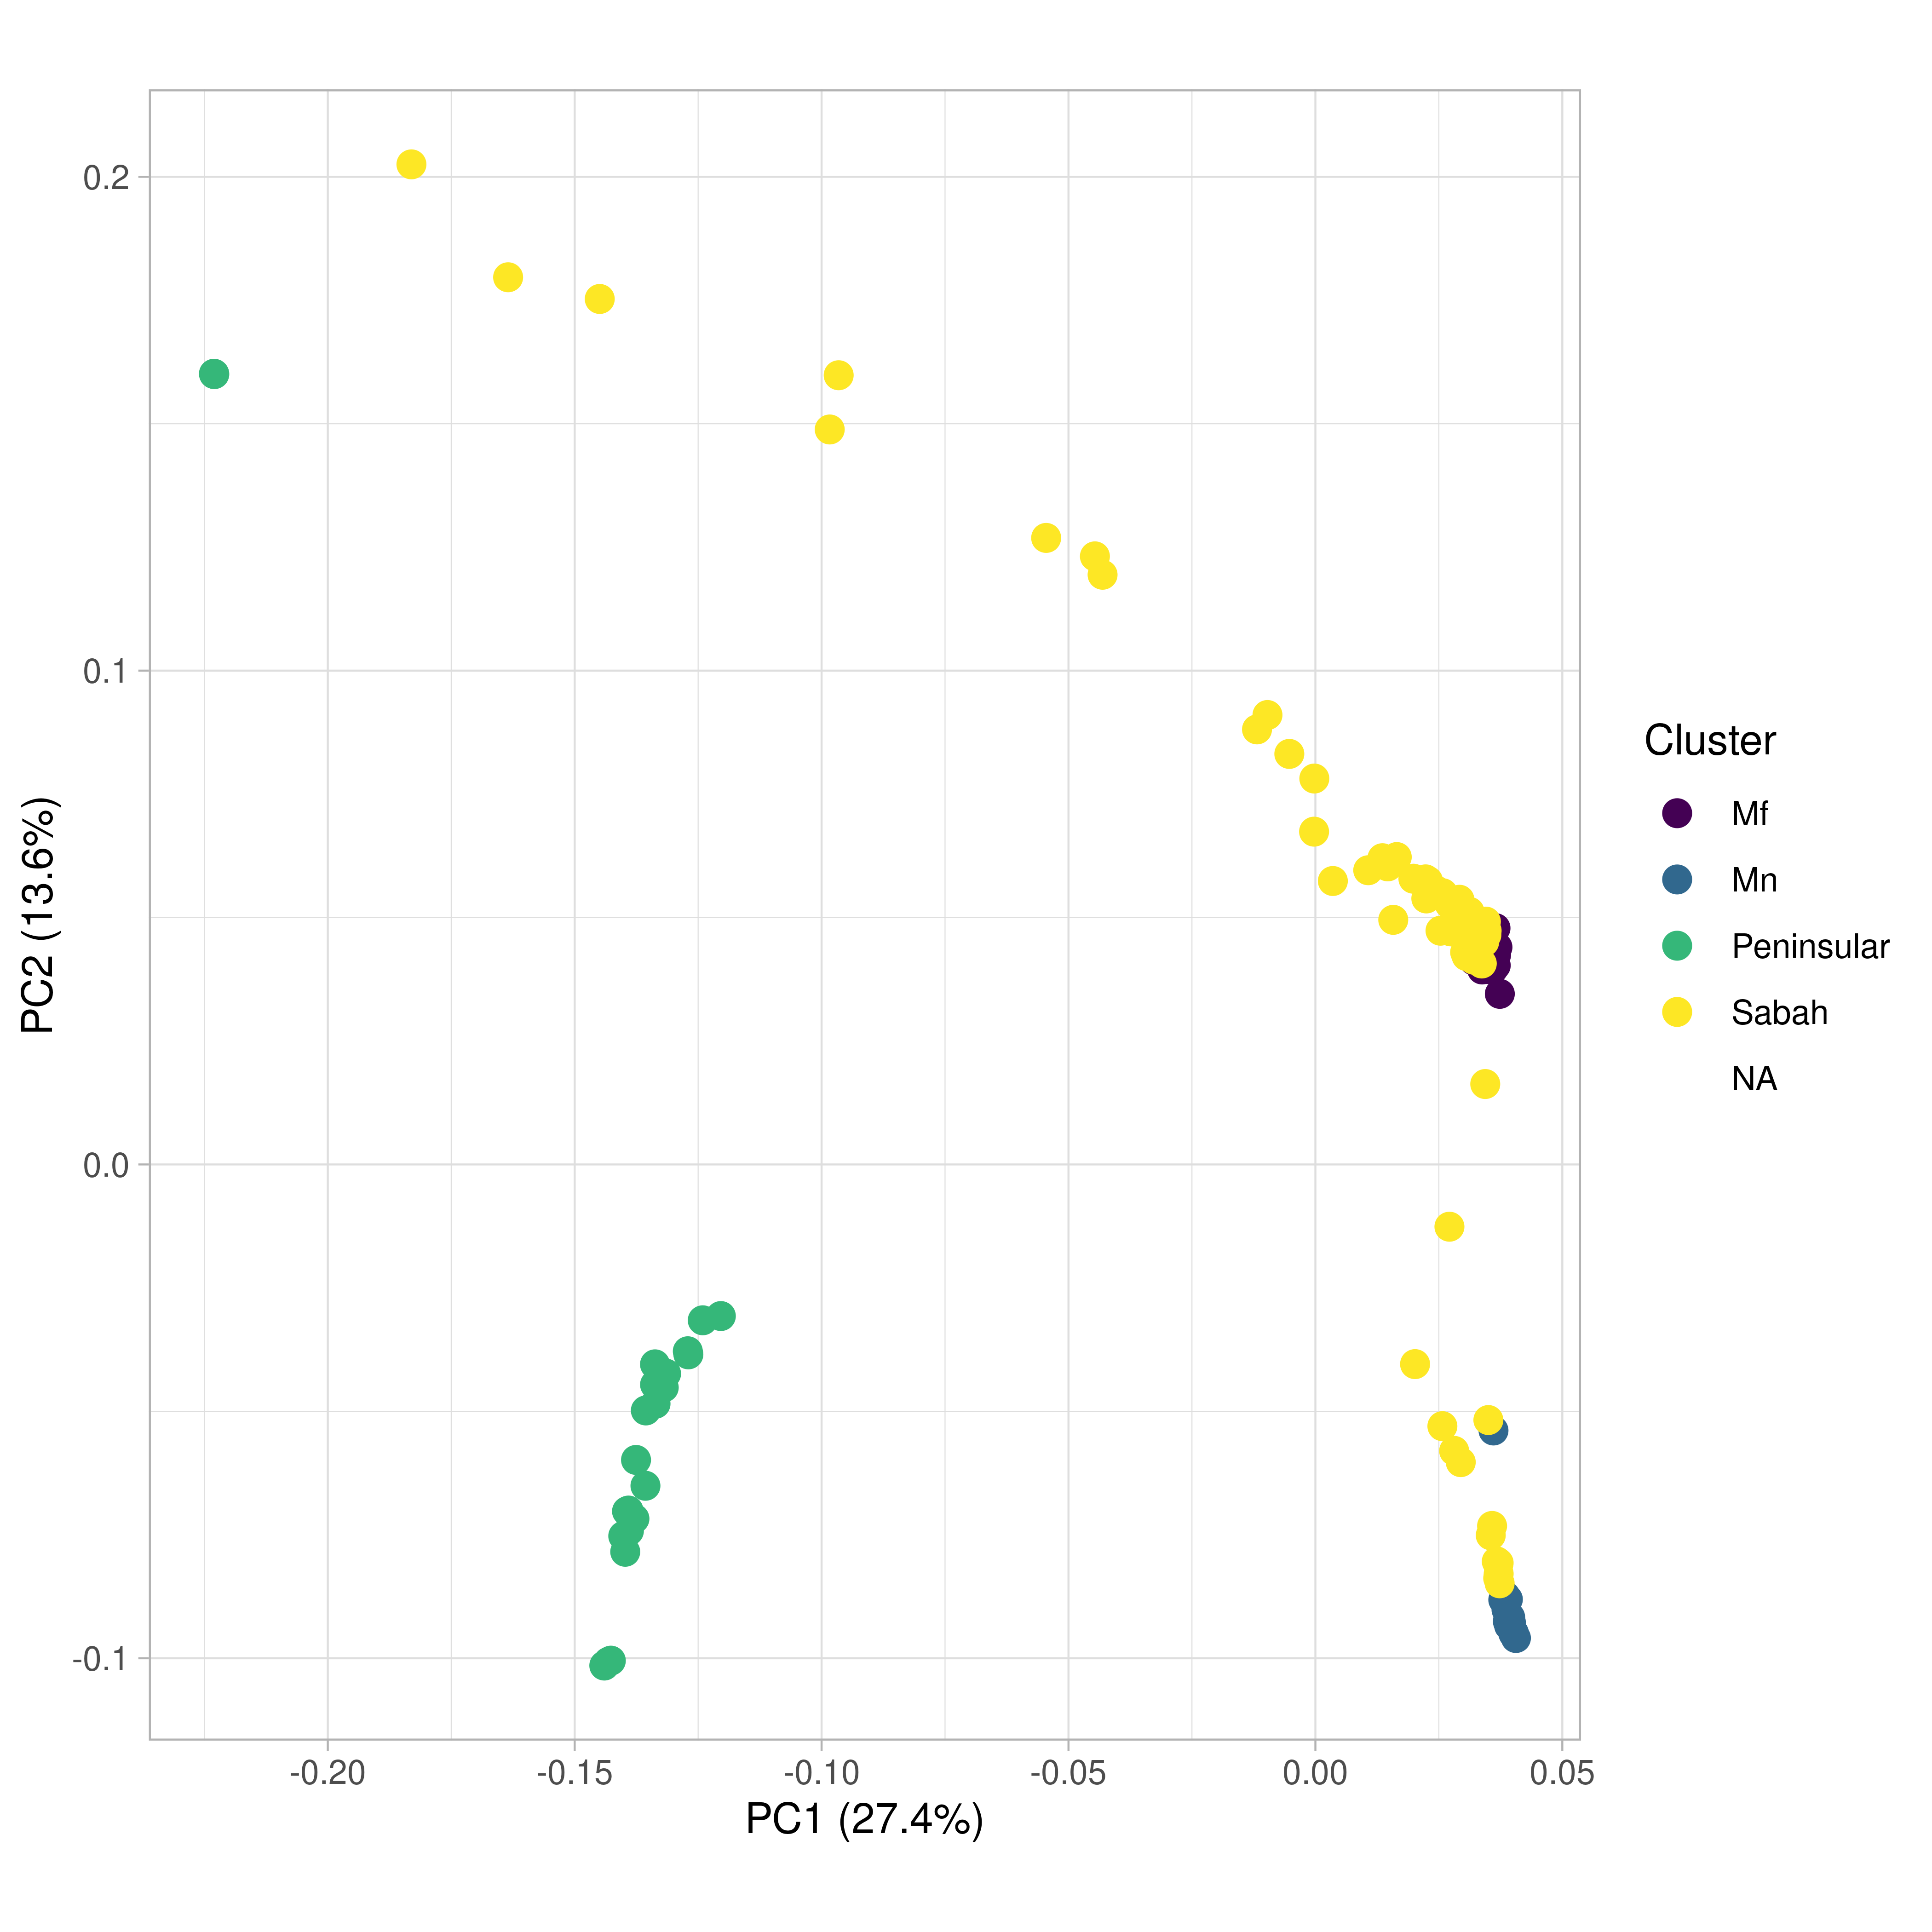 0.2
0.1
0.0
-0.1
PC2 (13.6%)
-0.20
-0.15
-0.10
-0.05
0.00
0.05
PC1 (27.4%)
Cluster
Mf
Mn
Peninsular
Sabah
NA